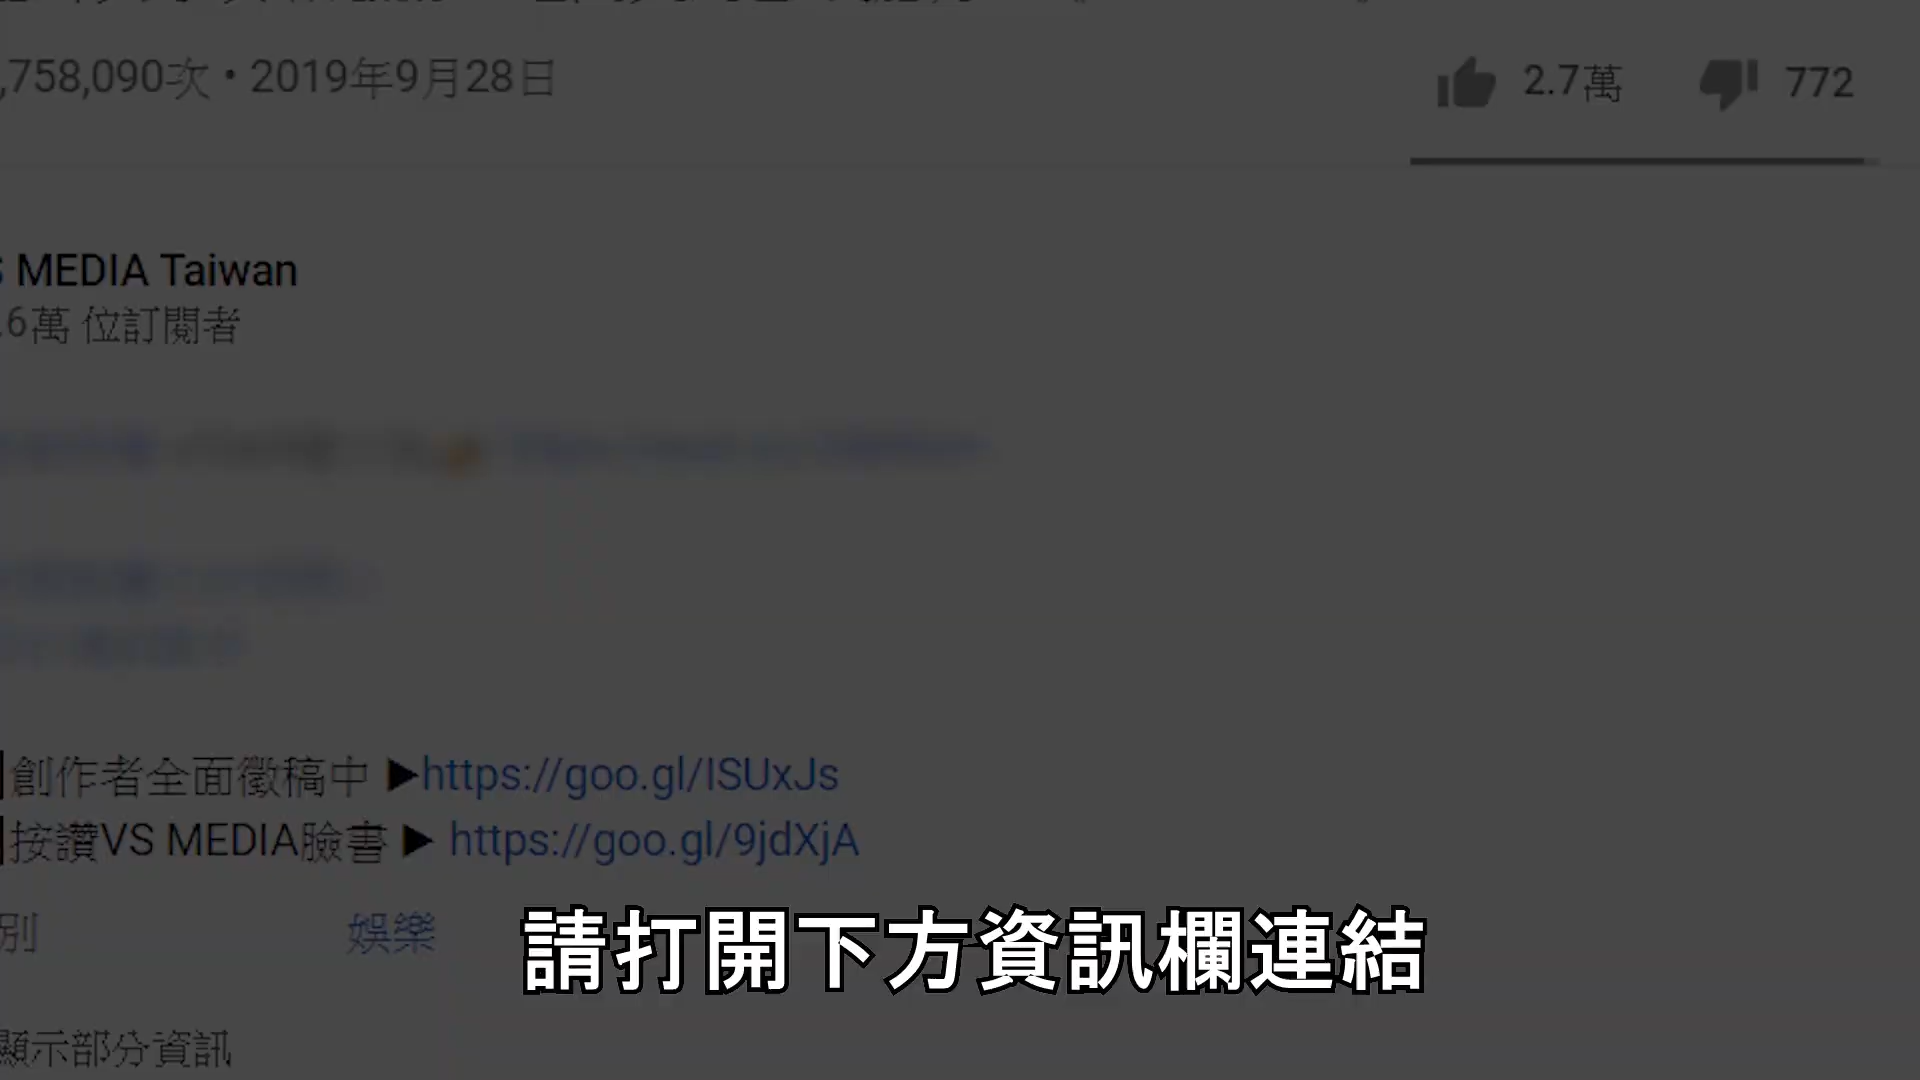 ,758,090次 • 2019年9月28日
2.7萬 772
MEDIA Taiwan
.6萬 位訂閱者
創作者全面徵稿中 ▶https://goo.gl/ISUxJs
按讚VS MEDIA臉書 ▶ https://goo.gl/9jdXjA
別 娛樂
請打開下方資訊欄連結
顯示部分資訊